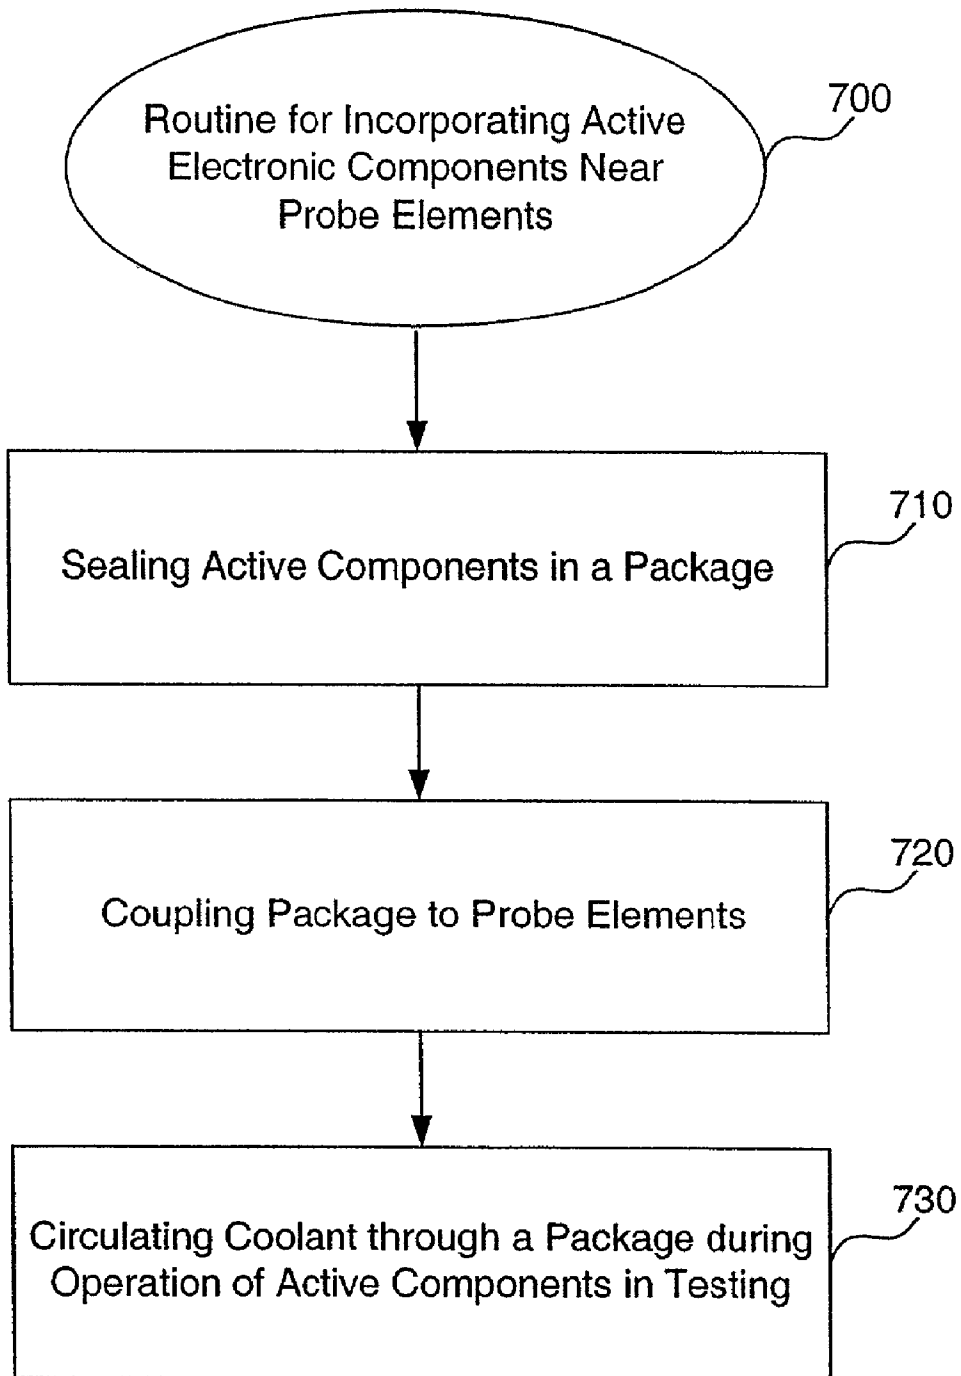 Routine for Incorporating Active
Electronic Components Near
Probe Elements
700
Sealing Active Components in a Package
710
Coupling Package to Probe Elements
720
Circulating Coolant through a Package during
Operation of Active Components in Testing
730